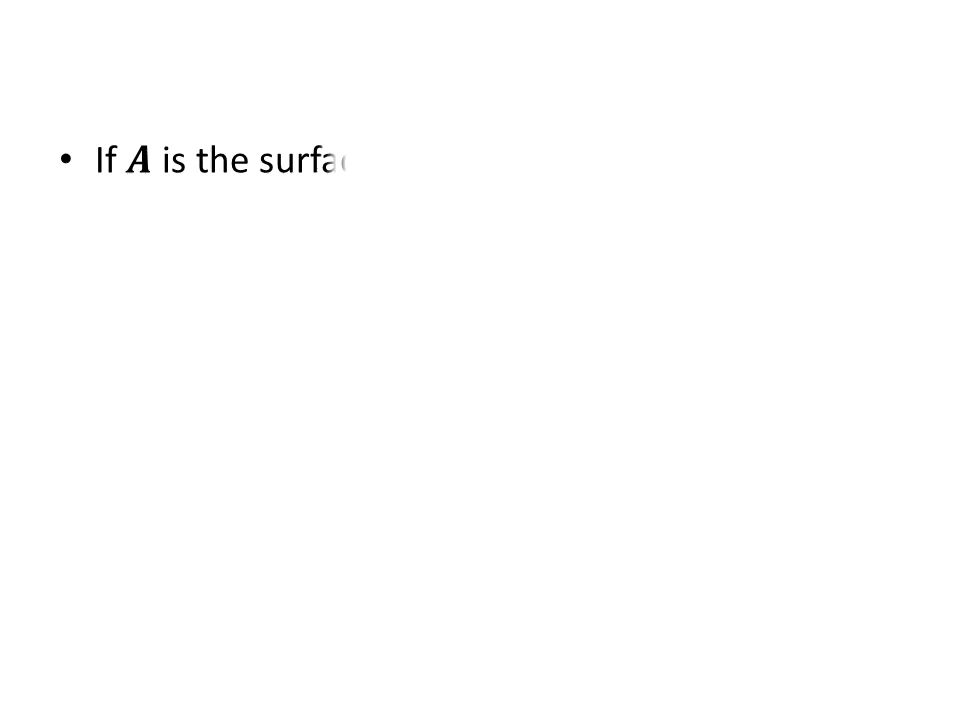 • If 𝑨 is the surfa